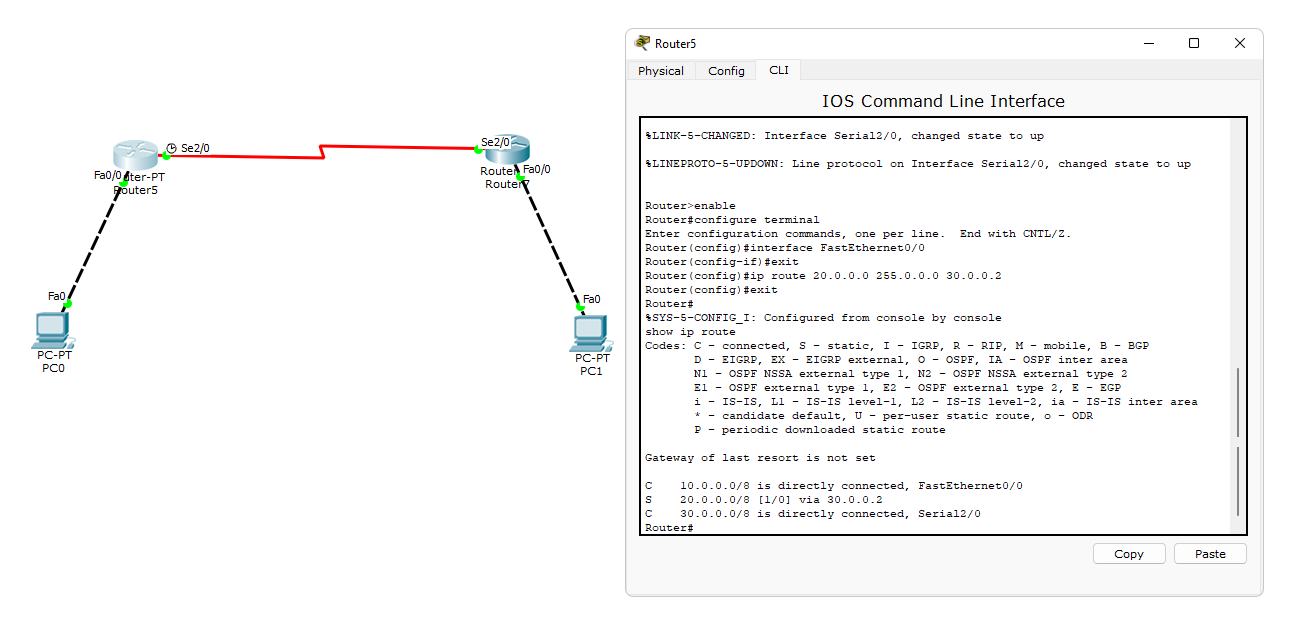 Se2/0
Fa0/0
uter-PT
Router5
Fa0
PC-PT
PC0
Se2/0
Router
Fa0/0
Router7
Fa0
PC-PT
PC1
Router5
Physical Config CLI
IOS Command Line Interface
%LINK-5-CHANGED: Interface Serial2/0, changed state to up
%LINEPROTO-5-UPDOWN: Line protocol on Interface Serial2/0, changed state to up
Router>enable
Router#configure terminal
Enter configuration commands, one per line.  End with CNTL/Z.
Router(config)#interface FastEthernet0/0
Router(config-if)#exit
Router(config)#ip route 20.0.0.0 255.0.0.0 30.0.0.2
Router(config)#exit
Router#
%SYS-5-CONFIG_I: Configured from console by console
show ip route
Codes: C - connected, S - static, I - IGRP, R - RIP, M - mobile, B - BGP
       D - EIGRP, EX - EIGRP external, O - OSPF, IA - OSPF inter area
       N1 - OSPF NSSA external type 1, N2 - OSPF NSSA external type 2
       E1 - OSPF external type 1, E2 - OSPF external type 2, E - EGP
       i - IS-IS, L1 - IS-IS level-1, L2 - IS-IS level-2, ia - IS-IS inter area
       * - candidate default, U - per-user static route, o - ODR
       P - periodic downloaded static route
Gateway of last resort is not set
C    10.0.0.0/8 is directly connected, FastEthernet0/0
S    20.0.0.0/8 [1/0] via 30.0.0.2
C    30.0.0.0/8 is directly connected, Serial2/0
Router#
Copy Paste